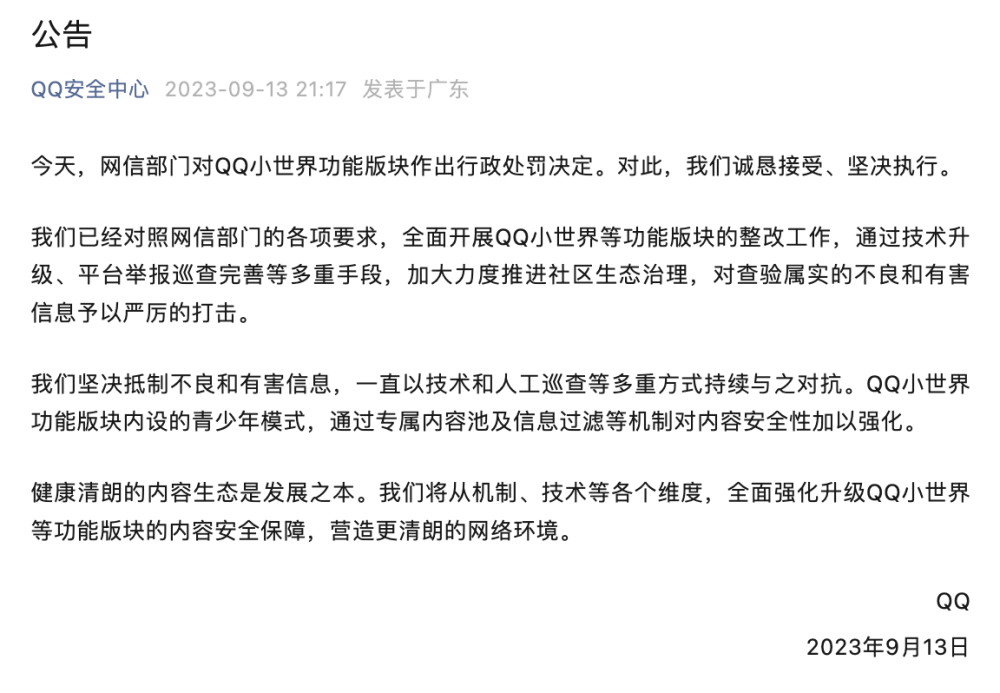 公告
QQ安全中心 2023-09-13 21:17 发表于广东
今天，网信部门对QQ小世界功能版块作出行政处罚决定。对此，我们诚恳接受、坚决执行。
我们已经对照网信部门的各项要求，全面开展QQ小世界等功能版块的整改工作，通过技术升
级、平台举报巡查完善等多重手段，加大力度推进社区生态治理，对查验属实的不良和有害
信息予以严厉的打击。
我们坚决抵制不良和有害信息，一直以技术和人工巡查等多重方式持续与之对抗。QQ小世界
功能版块内设的青少年模式，通过专属内容池及信息过滤等机制对内容安全性加以强化。
健康清朗的内容生态是发展之本。我们将从机制、技术等各个维度，全面强化升级QQ小世界
等功能版块的内容安全保障，营造更清朗的网络环境。
QQ
2023年9月13日